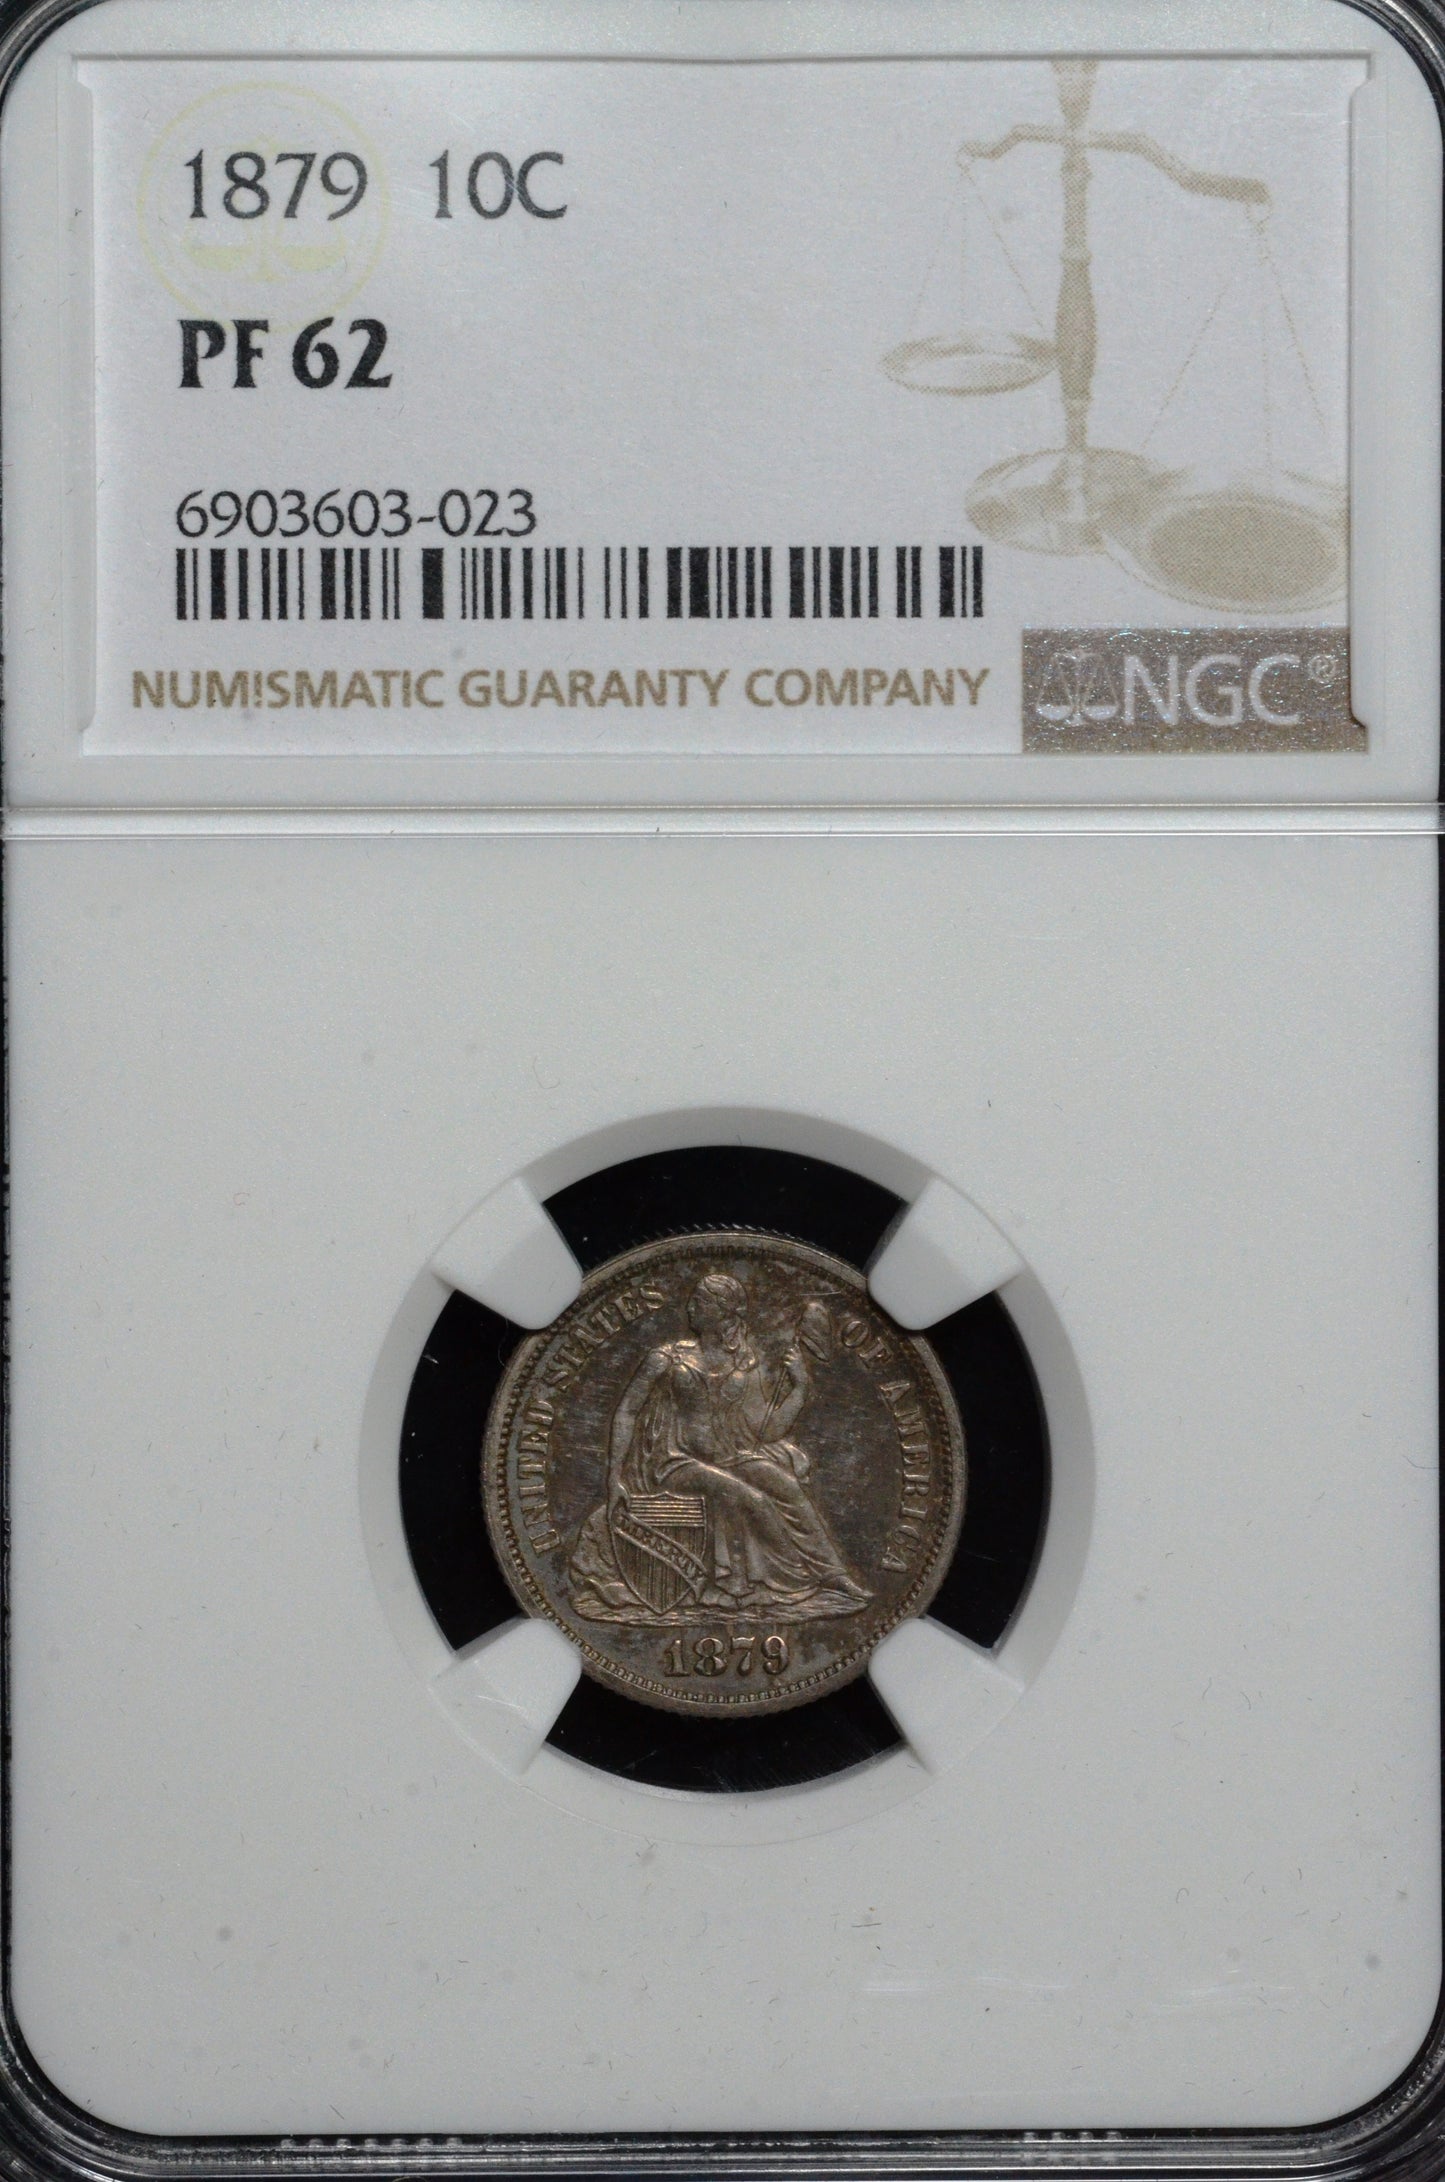 1879 10C
PF 62
6903603-023
NUMISMATIC GUARANTY COMPANY
NGC®
UNITED STATES OF AMERICA
LIBERTY
1879